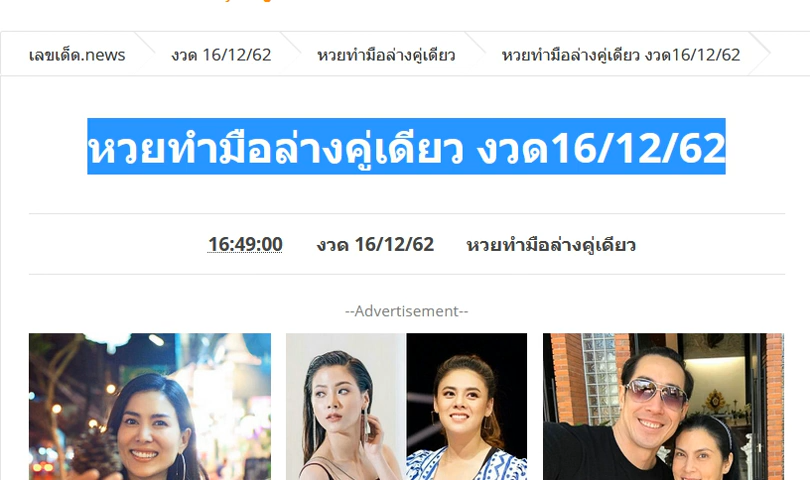 เลขเด็ด.news งวด 16/12/62 หวยทำมือล่างคู่เดียว หวยทำมือล่างคู่เดียว งวด16/12/62
หวยทำมือล่างคู่เดียว งวด16/12/62
16:49:00 งวด 16/12/62 หวยทำมือล่างคู่เดียว
--Advertisement--